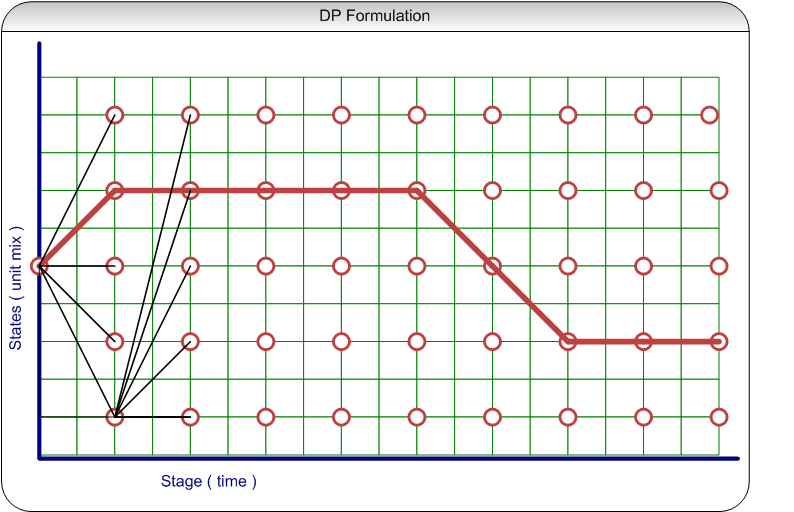 DP Formulation
States ( unit mix )
Stage ( time )